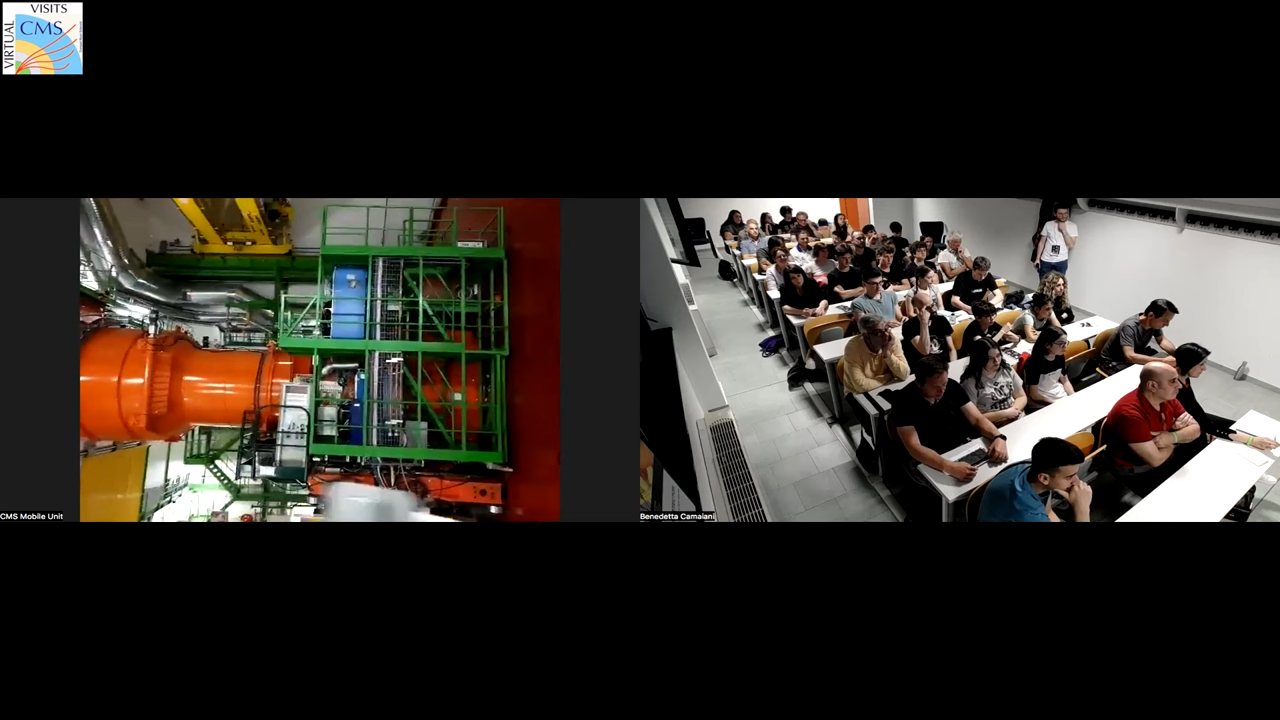 VISITS
CMS
VIRTUAL
CMS Mobile Unit
Benedetta Camaiani